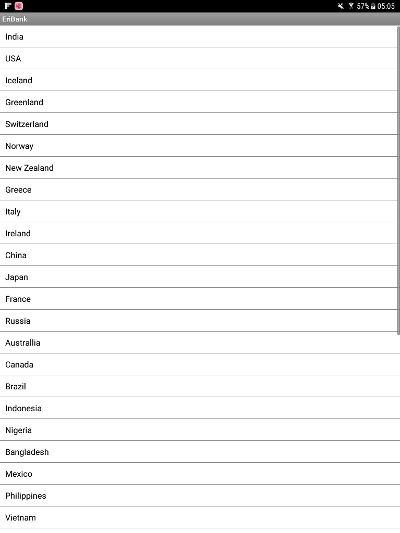 57% 05:05
EriBank
India
USA
Iceland
Greenland
Switzerland
Norway
New Zealand
Greece
Italy
Ireland
China
Japan
France
Russia
Australlia
Canada
Brazil
Indonesia
Nigeria
Bangladesh
Mexico
Philippines
Vietnam